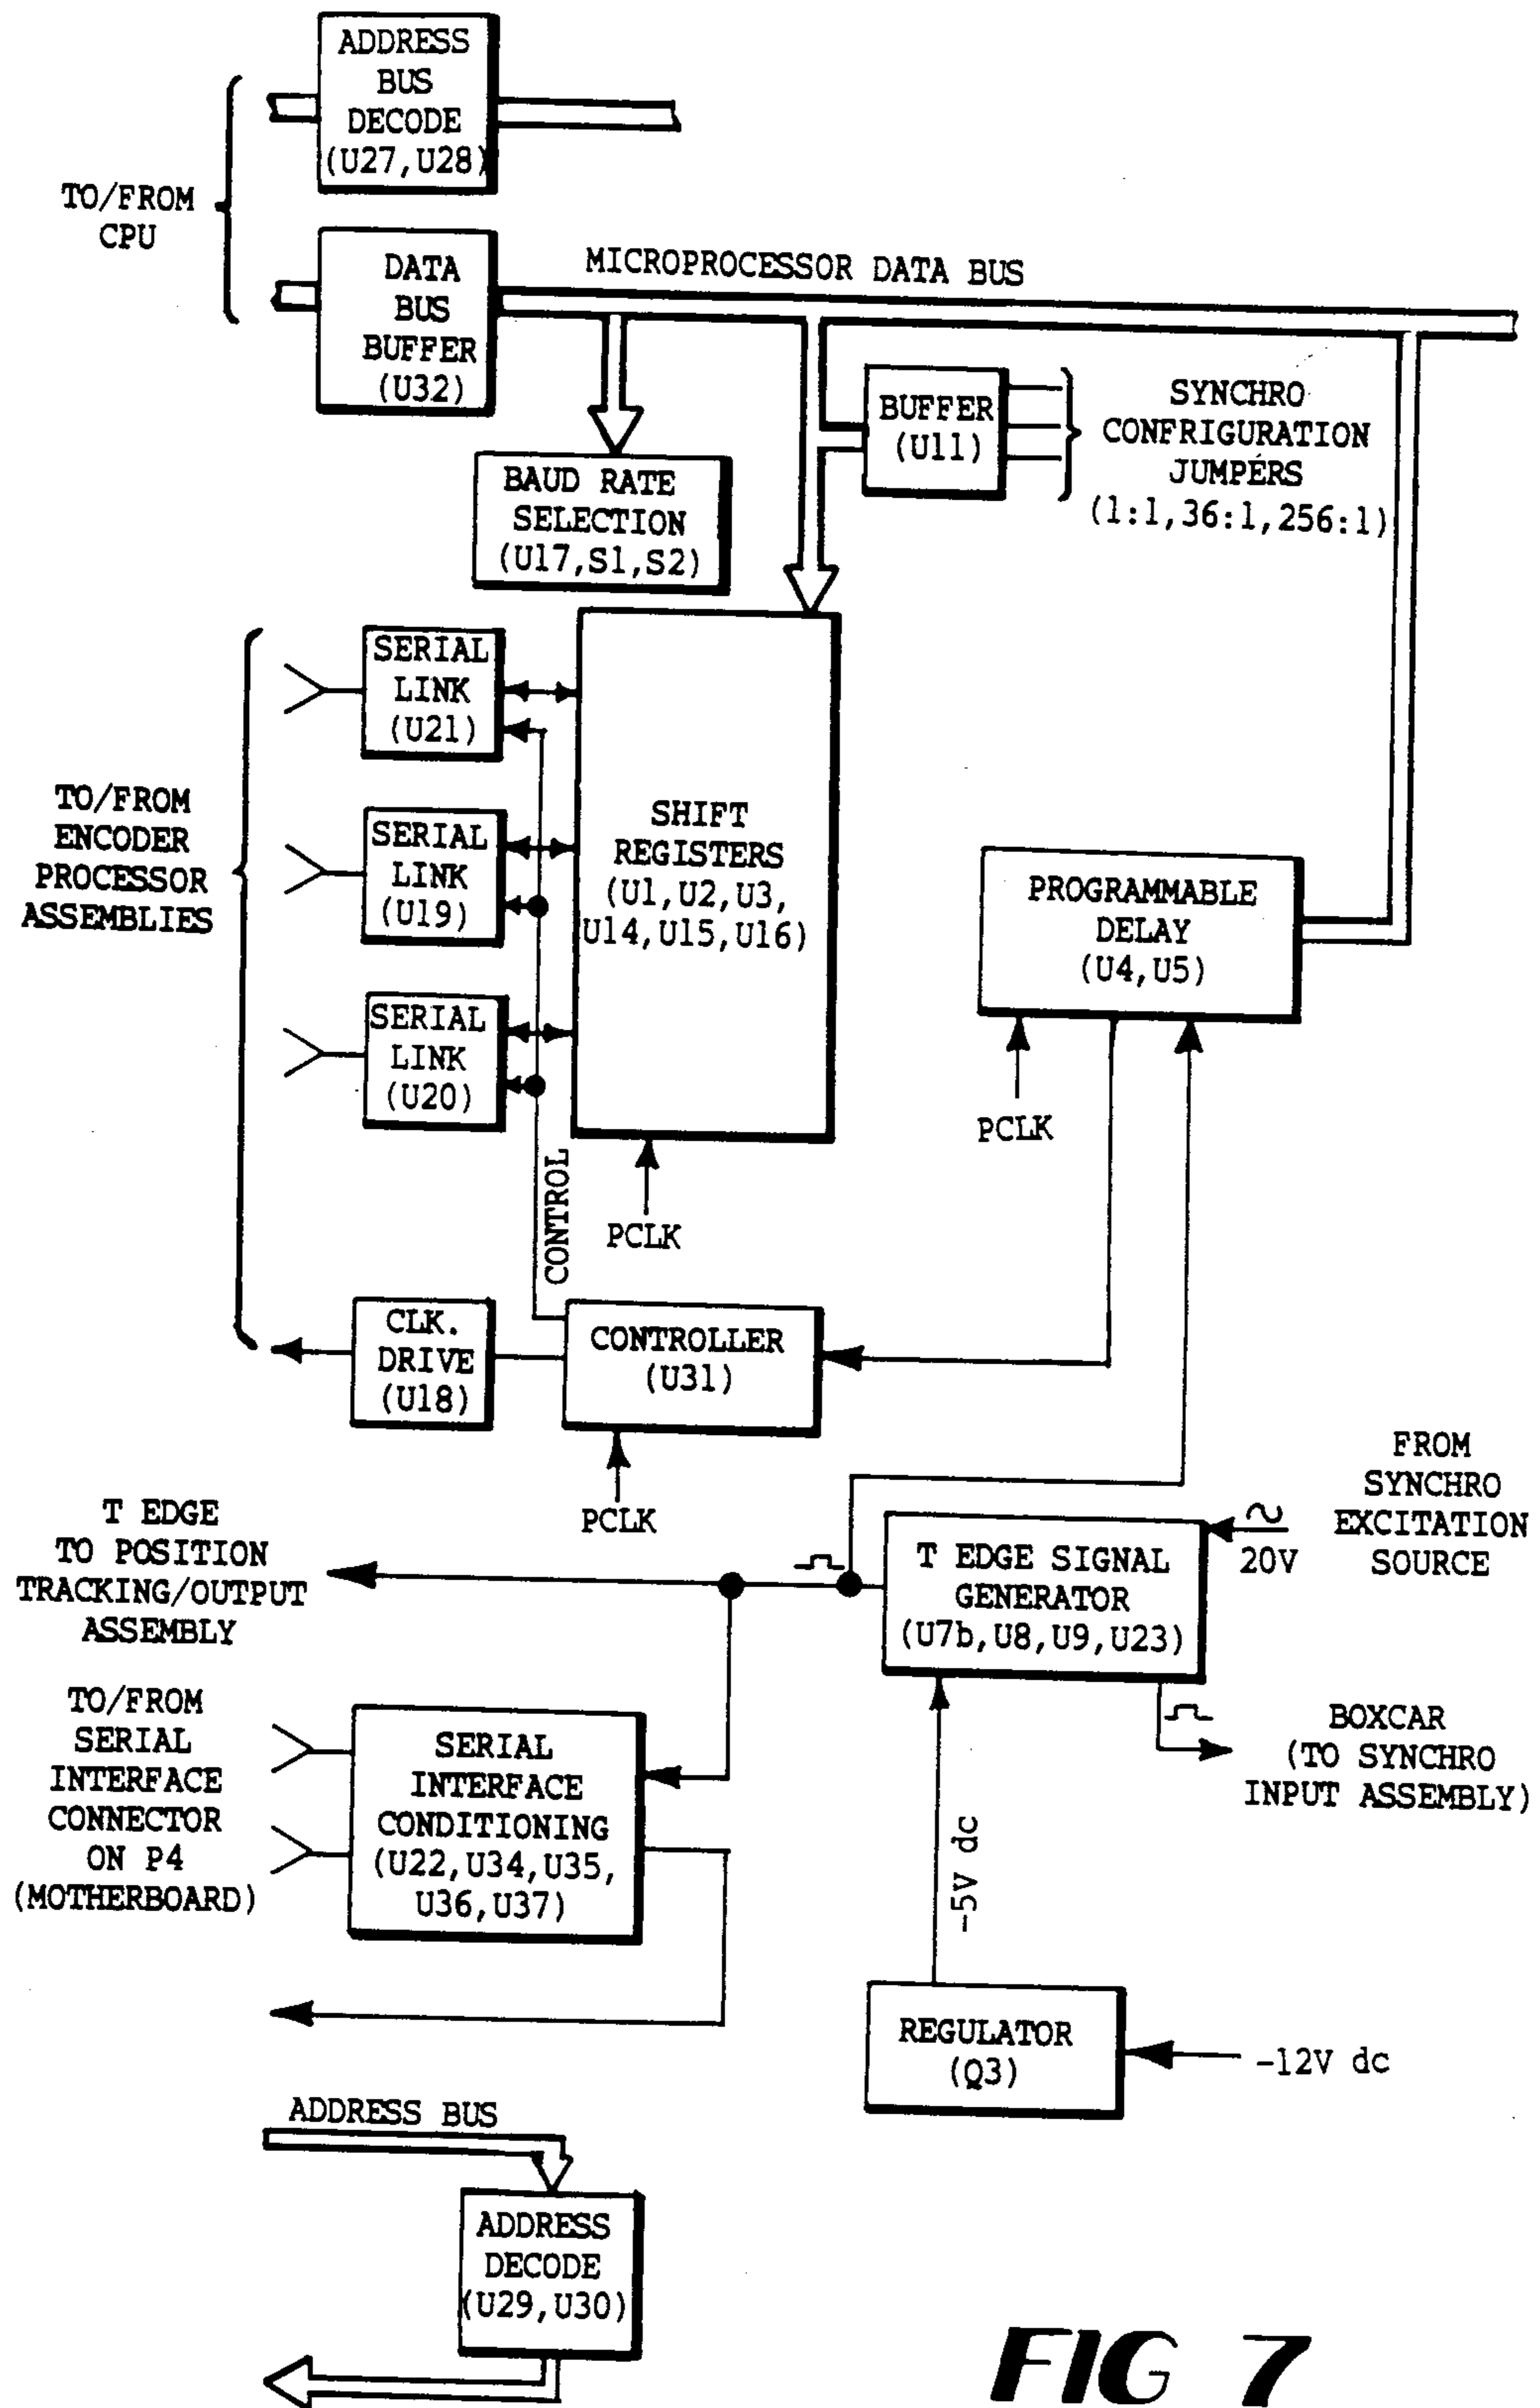 ADDRESS
BUS
DECODE
(U27,U28)
TO/FROM
CPU
DATA
BUS
BUFFER
(U32)
MICROPROCESSOR DATA BUS
BUFFER
(U11)
SYNCHRO
CONFRIGURATION
JUMPERS
(1:1,36:1,256:1)
BAUD RATE
SELECTION
(U17,S1,S2)
SERIAL
LINK
(U21)
TO/FROM
ENCODER
PROCESSOR
ASSEMBLIES
SERIAL
LINK
(U19)
SHIFT
REGISTERS
(U1,U2,U3,
U14,U15,U16)
PROGRAMMABLE
DELAY
(U4,U5)
SERIAL
LINK
(U20)
PCLK
CONTROL
PCLK
CLK.
DRIVE
(U18)
CONTROLLER
(U31)
PCLK
FROM
SYNCHRO
EXCITATION
SOURCE
20V
T EDGE
TO POSITION
TRACKING/OUTPUT
ASSEMBLY
T EDGE SIGNAL
GENERATOR
(U7b,U8,U9,U23)
TO/FROM
SERIAL
INTERFACE
CONNECTOR
ON P4
(MOTHERBOARD)
SERIAL
INTERFACE
CONDITIONING
(U22,U34,U35,
U36,U37)
BOXCAR
(TO SYNCHRO
INPUT ASSEMBLY)
-5V dc
REGULATOR
(Q3)
-12V dc
ADDRESS BUS
ADDRESS
DECODE
(U29,U30)
FIG 7